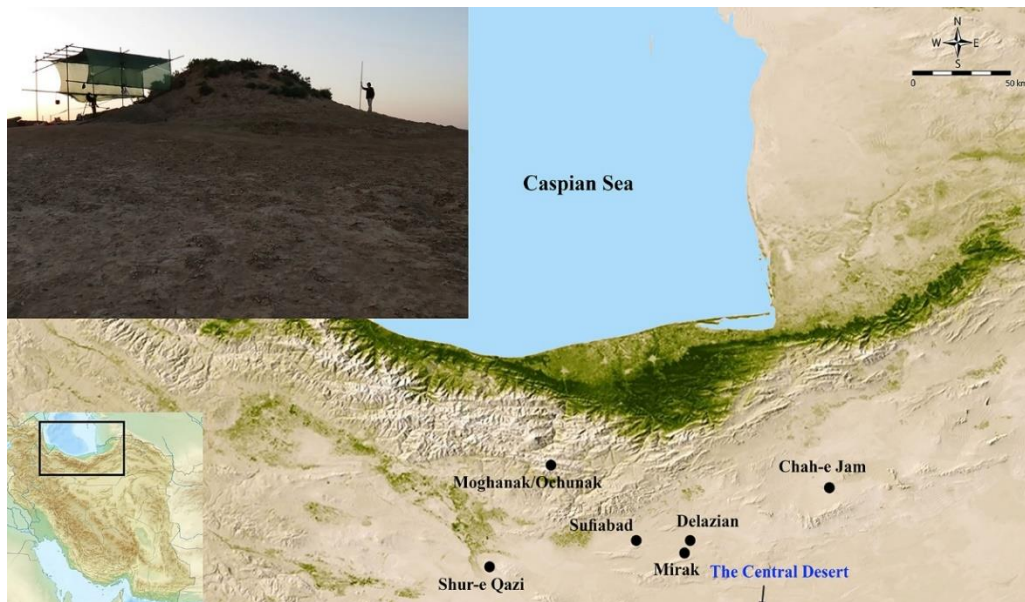 N
W E
S
0 50 km
Caspian Sea
Moghanak/Ochunak
Chah-e Jam
Sufiabad
Delazian
Mirak
Shur-e Qazi
The Central Desert